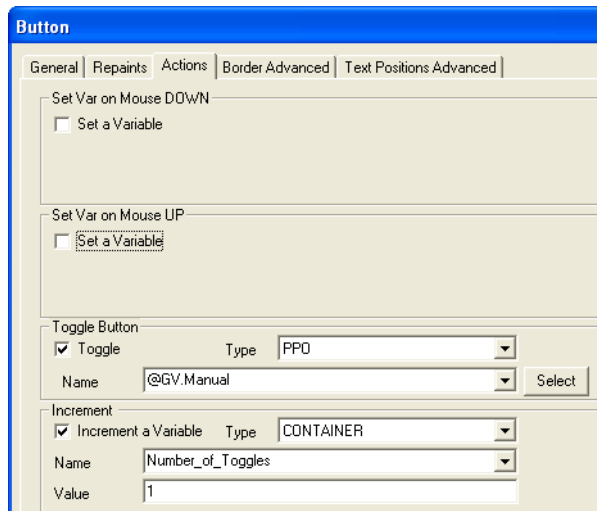 Button
General Repaints Actions Border Advanced Text Positions Advanced
Set Var on Mouse DOWN
Set a Variable
Set Var on Mouse UP
Set a Variable
Toggle Button
Toggle Type PPO
Name @GV.Manual Select
Increment
Increment a Variable Type CONTAINER
Name Number_of_Toggles
Value 1